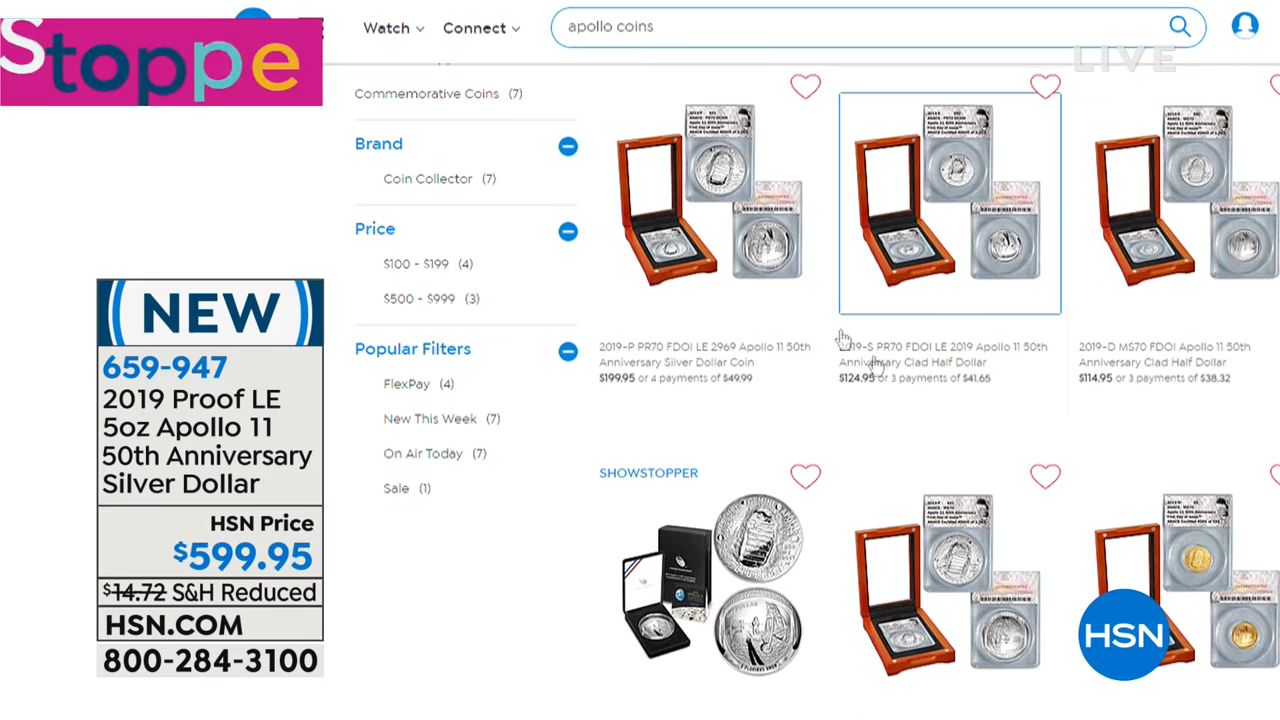 Stoppe
Watch
Connect
apollo coins
LIVE
Commemorative Coins (7)
Brand
Coin Collector (7)
Price
$100 - $199 (4)
$500 - $999 (3)
Popular Filters
FlexPay (4)
New This Week (7)
On Air Today (7)
Sale (1)
2019-P PR70 FDOI LE 2969 Apollo 11 50th
Anniversary Silver Dollar Coin
$199.95 or 4 payments of $49.99
2019-S PR70 FDOI LE 2019 Apollo 11 50th
Anniversary Clad Half Dollar
$124.95 or 3 payments of $41.65
2019-D MS70 FDOI Apollo 11 50th
Anniversary Clad Half Dollar
$114.95 or 3 payments of $38.32
SHOWSTOPPER
NEW
659-947
2019 Proof LE
5oz Apollo 11
50th Anniversary
Silver Dollar
HSN Price
$599.95
$14.72 S&H Reduced
HSN.COM
800-284-3100
HSN